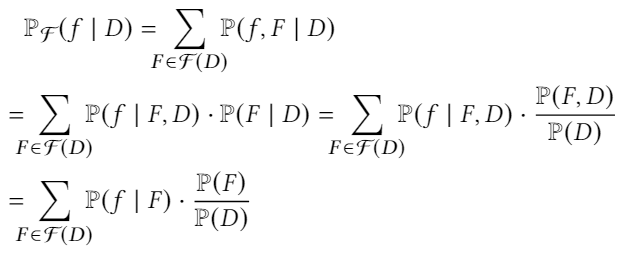 ℙ_ℱ(f | D) = ∑_{F∈ℱ(D)} ℙ(f, F | D)
= ∑_{F∈ℱ(D)} ℙ(f | F, D) · ℙ(F | D) = ∑_{F∈ℱ(D)} ℙ(f | F, D) · ℙ(F, D) / ℙ(D)
= ∑_{F∈ℱ(D)} ℙ(f | F) · ℙ(F) / ℙ(D)